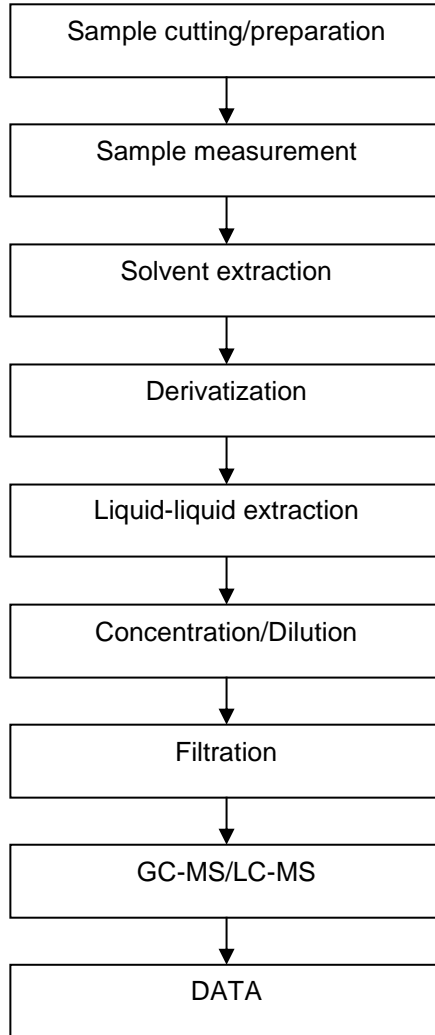 Sample cutting/preparation
Sample measurement
Solvent extraction
Derivatization
Liquid-liquid extraction
Concentration/Dilution
Filtration
GC-MS/LC-MS
DATA